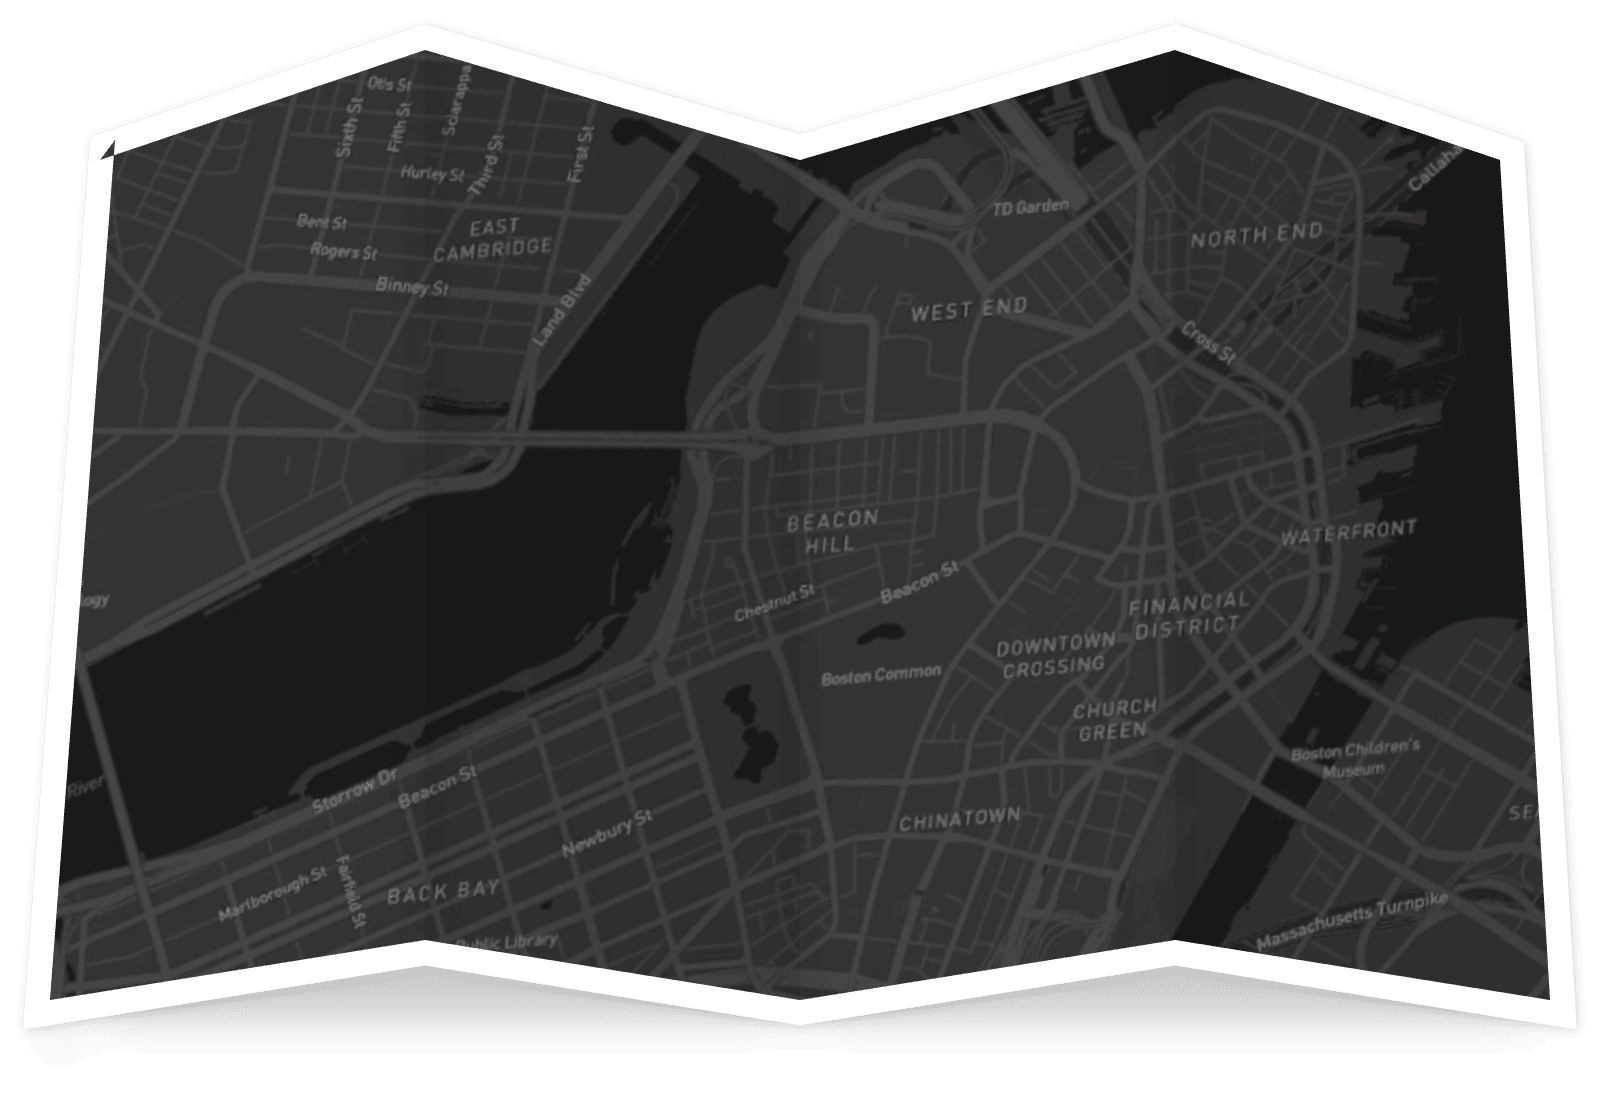 Otis St
Sciarappa
Sixth St
Fifth St
Third St
First St
Hurley St
Bent St
Rogers St
EAST
CAMBRIDGE
Binney St
Land Blvd
TD Garden
NORTH END
Callaha
WEST END
Cross St
BEACON
HILL
WATERFRONT
Chestnut St
Beacon St
FINANCIAL
DISTRICT
DOWNTOWN
CROSSING
Boston Common
CHURCH
GREEN
ogy
River
Storrow Dr
Beacon St
Newbury St
CHINATOWN
Boston Children's
Museum
SEA
Marlborough St
Fairfield St
BACK BAY
Public Library
Massachusetts Turnpike